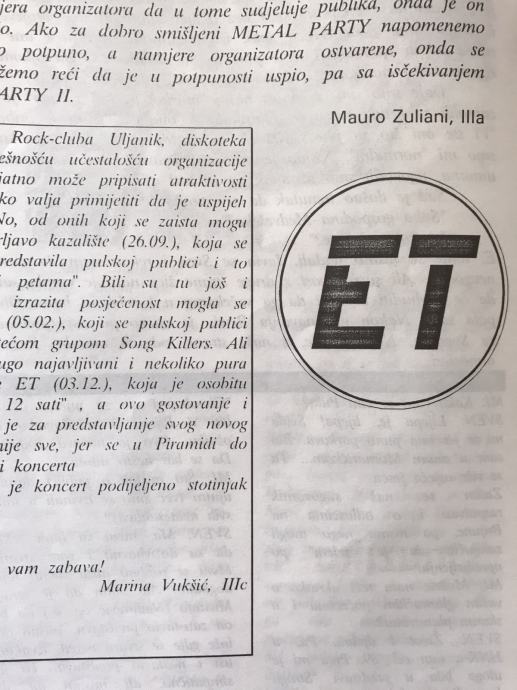 jera organizatora da u tome sudjeluje publika, onda je on
o. Ako za dobro smišljeni METAL PARTY napomenemo
o potpuno, a namjere organizatora ostvarene, onda se
žemo reći da je u potpunosti uspio, pa sa isčekivanjem
ARTY II.
Mauro Zuliani, IIIa
Rock-cluba Uljanik, diskoteka
ešnošću učestalošću organizacije
jatno može pripisati atraktivosti
ko valja primijetiti da je uspijeh
No, od onih koji se zaista mogu
rljavo kazalište (26.09.), koja se
redstavila pulskoj publici i to
petama". Bili su tu još i
izrazita posjećenost mogla se
(05.02.), koji se pulskoj publici
ećom grupom Song Killers. Ali
ugo najavljivani i nekoliko pura
e ET (03.12.), koja je osobitu
12 sati" , a ovo gostovanje i
je za predstavljanje svog novog
nije sve, jer se u Piramidi do
i koncerta
je koncert podijeljeno stotinjak
vam zabava!
Marina Vukšić, IIIc
ET